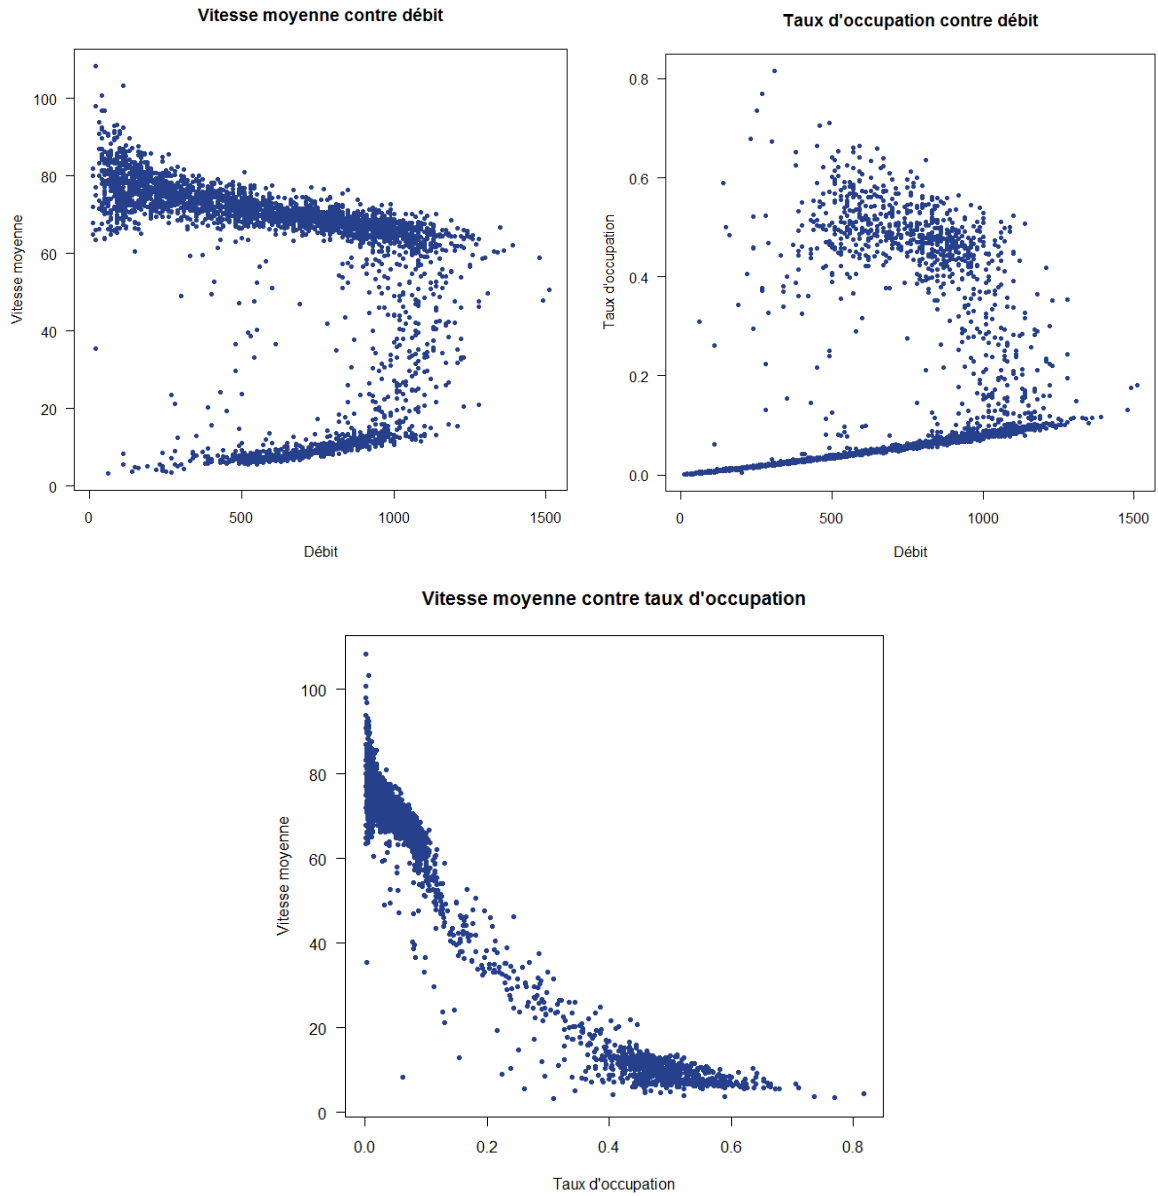 Vitesse moyenne contre débit
100
80
60
40
20
0
Vitesse moyenne
0 500 1000 1500
Débit
Taux d'occupation contre débit
0.8
0.6
0.4
0.2
0.0
Taux d'occupation
0 500 1000 1500
Débit
Vitesse moyenne contre taux d'occupation
100
80
60
40
20
0
Vitesse moyenne
0.0 0.2 0.4 0.6 0.8
Taux d'occupation